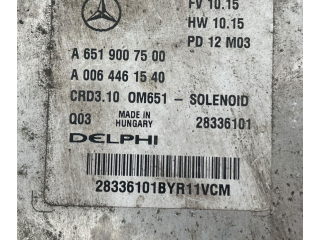 FV 10.15
HW 10.15
PD 12 M03
A 651 900 75 00
A 006 446 15 40
CRD3.10 OM651 - SOLENOID
Q03 MADE IN HUNGARY 28336101
DELPHI
28336101BYR11VCM